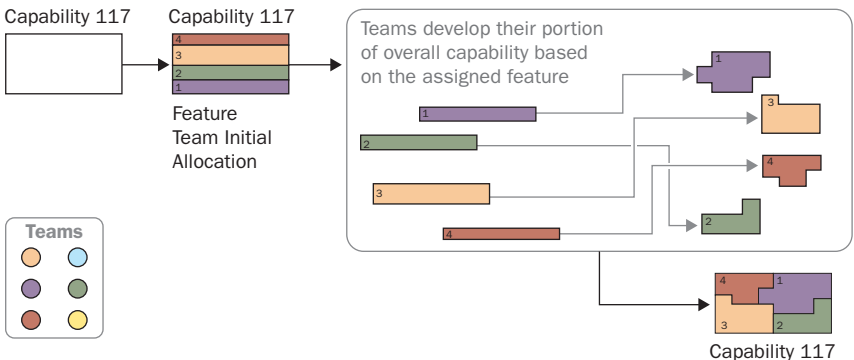 Capability 117
Capability 117
4
3
2
1
Feature
Team Initial
Allocation
Teams develop their portion
of overall capability based
on the assigned feature
1
2
3
4
1
3
4
2
Teams
4 1
3 2
Capability 117